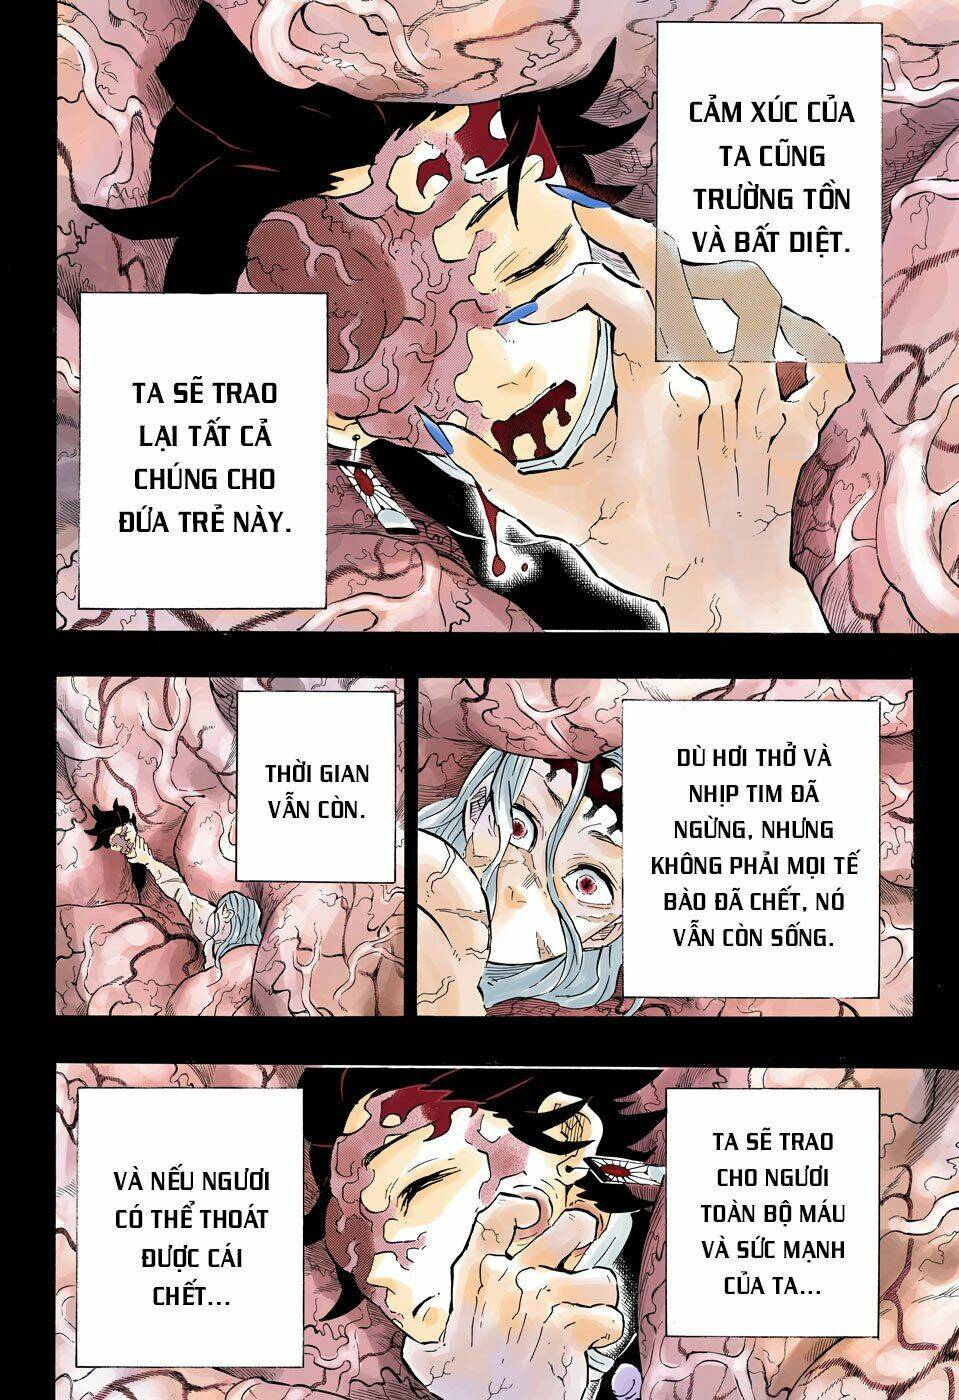 CẢM XÚC CỦA
TA CŨNG
TRƯỜNG TỒN
VÀ BẤT DIỆT.
TA SẼ TRAO
LẠI TẤT CẢ
CHÚNG CHO
ĐỨA TRẺ NÀY.
DÙ HƠI THỞ VÀ
NHỊP TIM ĐÃ
NGỪNG, NHƯNG
KHÔNG PHẢI MỌI TẾ
BÀO ĐÃ CHẾT, NÓ
VẪN CÒN SỐNG.
THỜI GIAN
VẪN CÒN.
TA SẼ TRAO
CHO NGƯƠI
TOÀN BỘ MÁU
VÀ SỨC MẠNH
CỦA TA...
VÀ NẾU NGƯƠI
CÓ THỂ THOÁT
ĐƯỢC CÁI
CHẾT...